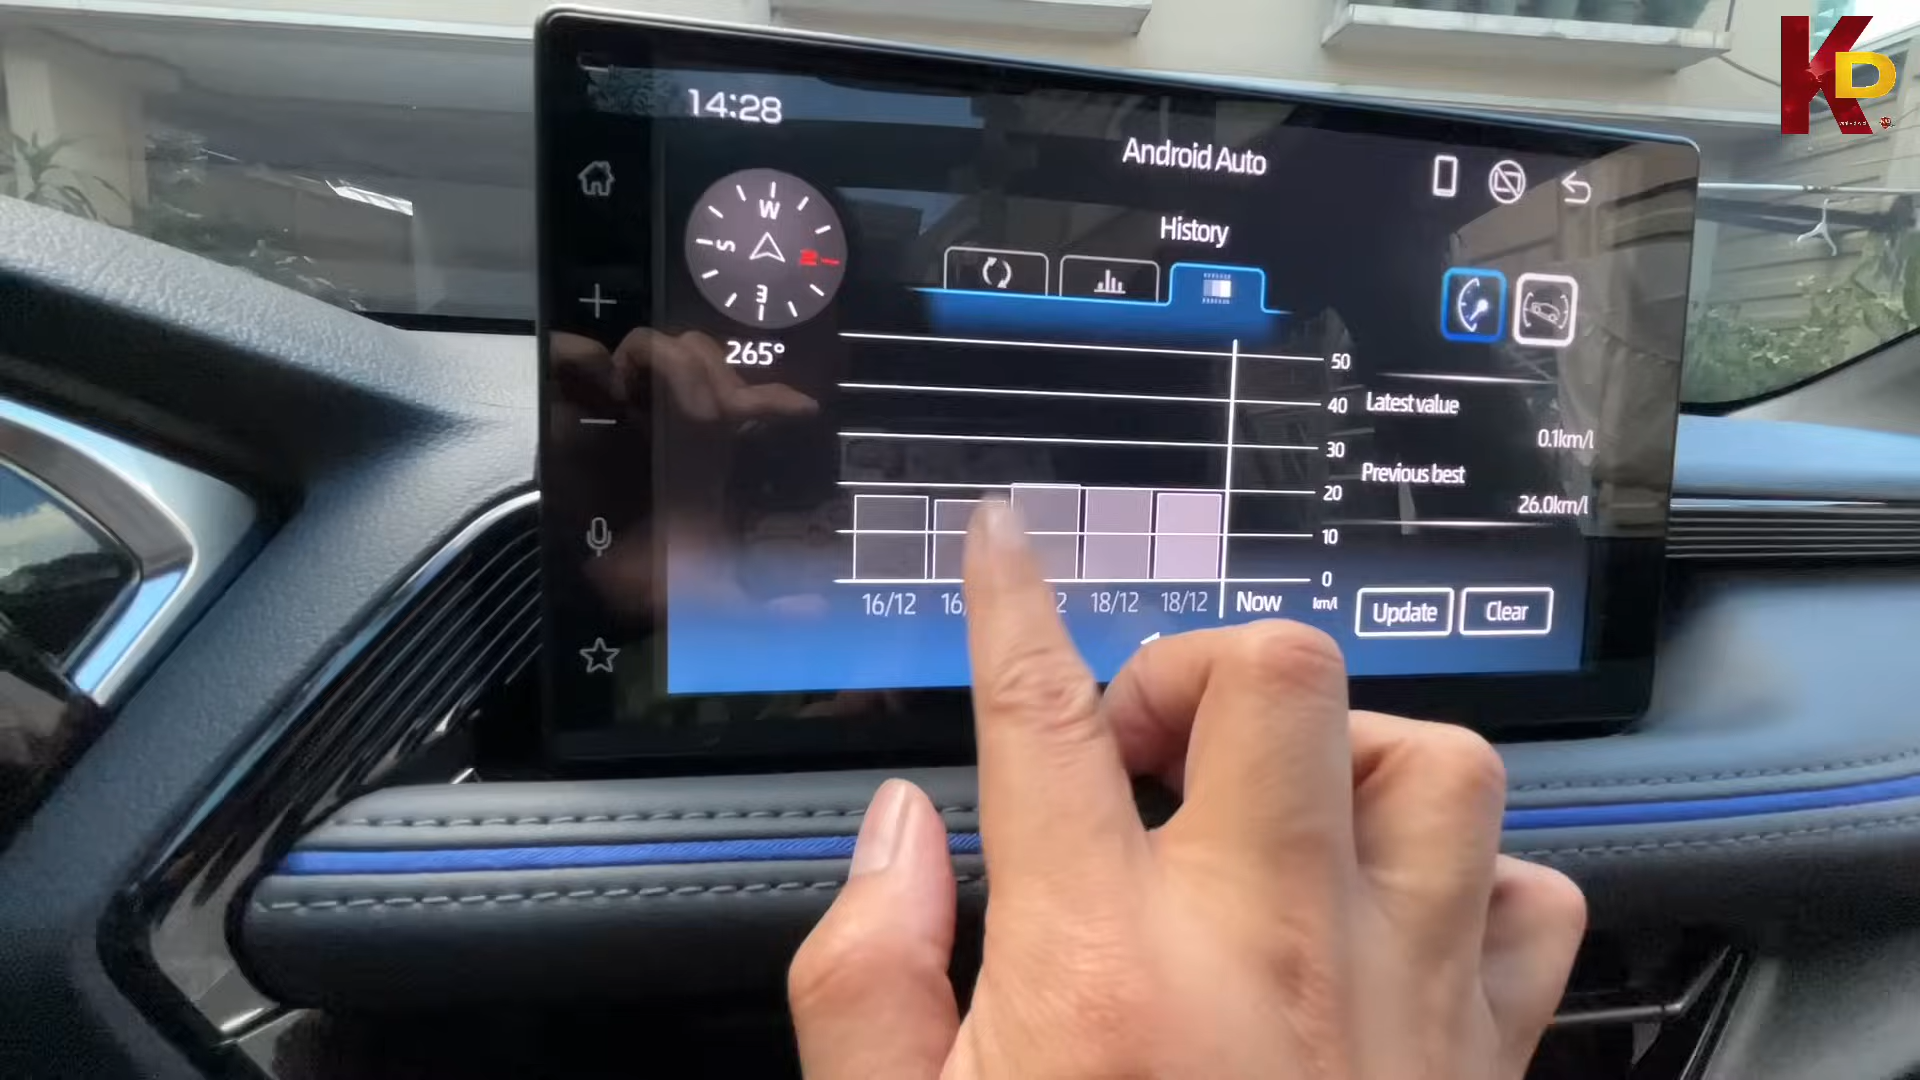 14:28
Android Auto
History
W
S
N
E
265°
50
40
30
20
10
0
km/l
16/12
18/12
18/12
Now
Latest value
0.1km/l
Previous best
26.0km/l
Update
Clear
KD